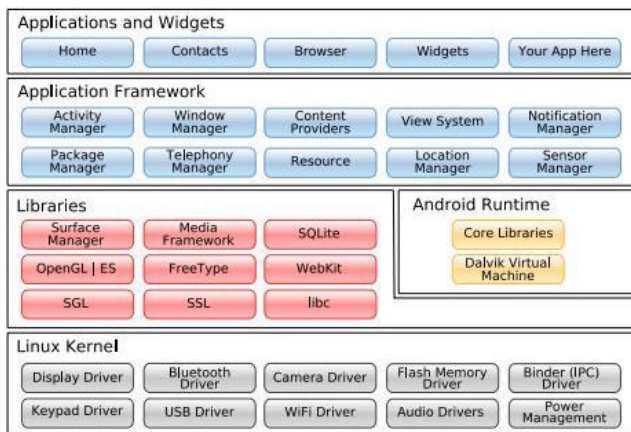 Applications and Widgets
Home
Contacts
Browser
Widgets
Your App Here
Application Framework
Activity
Manager
Window
Manager
Content
Providers
View System
Notification
Manager
Package
Manager
Telephony
Manager
Resource
Location
Manager
Sensor
Manager
Libraries
Surface
Manager
Media
Framework
SQLite
OpenGL | ES
FreeType
WebKit
SGL
SSL
libc
Android Runtime
Core Libraries
Dalvik Virtual
Machine
Linux Kernel
Display Driver
Bluetooth
Driver
Camera Driver
Flash Memory
Driver
Binder (IPC)
Driver
Keypad Driver
USB Driver
WiFi Driver
Audio Drivers
Power
Management